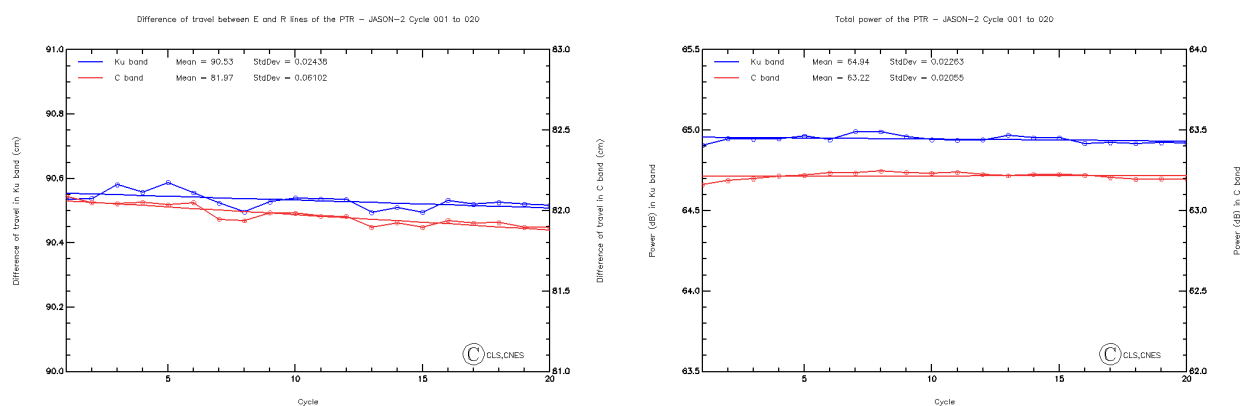 Difference of travel between E and R lines of the PTR - JASON-2 Cycle 001 to 020
91.0
90.8
90.6
90.4
90.2
90.0
Difference of travel in Ku band (cm)
Ku band Mean = 90.53 StdDev = 0.02438
C band Mean = 81.97 StdDev = 0.06102
83.0
82.5
82.0
81.5
81.0
Difference of travel in C band (cm)
5 10 15 20
Cycle
© CLS,CNES
Total power of the PTR - JASON-2 Cycle 001 to 020
65.5
65.0
64.5
64.0
63.5
Power (dB) in Ku band
Ku band Mean = 64.94 StdDev = 0.02263
C band Mean = 63.22 StdDev = 0.02055
64.0
63.5
63.0
62.5
62.0
Power (dB) in C band
5 10 15 20
Cycle
© CLS,CNES